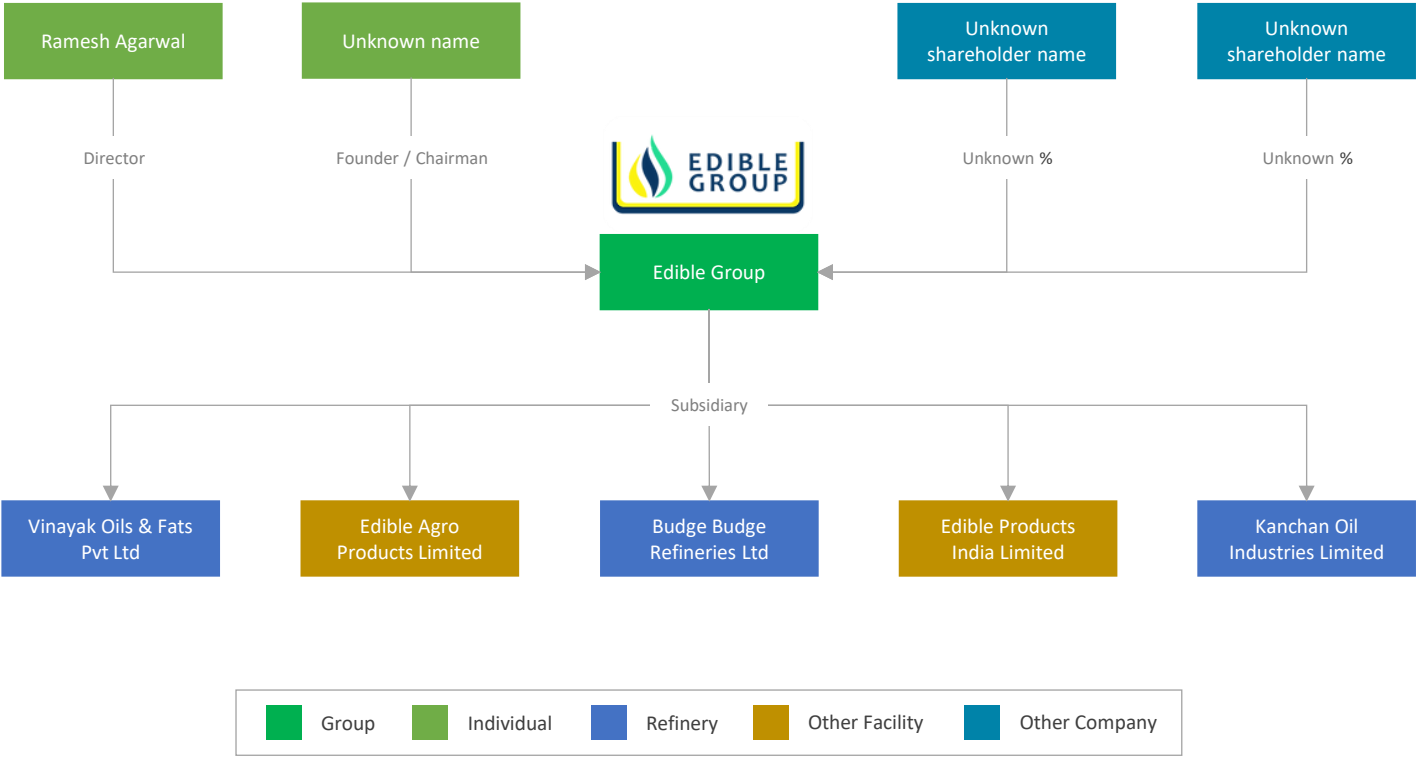 Ramesh Agarwal
Unknown name
Unknown
shareholder name
Unknown
shareholder name
Director
Founder / Chairman
EDIBLE
GROUP
Unknown %
Unknown %
Edible Group
Subsidiary
Vinayak Oils & Fats
Pvt Ltd
Edible Agro
Products Limited
Budge Budge
Refineries Ltd
Edible Products
India Limited
Kanchan Oil
Industries Limited
Group
Individual
Refinery
Other Facility
Other Company